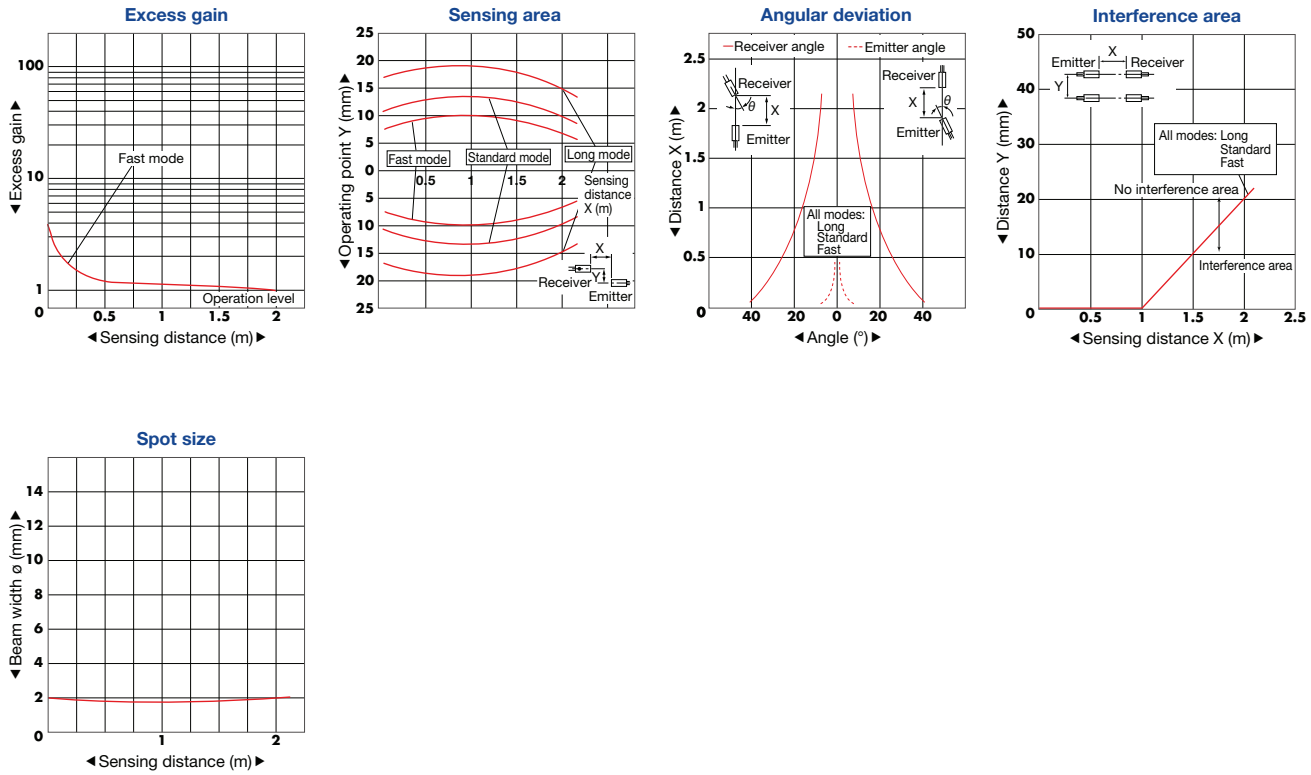 Excess gain
100
10
1
0
◄Excess gain►
Fast mode
Operation level
0.5
1
1.5
2
◄Sensing distance (m)►
Sensing area
25
20
15
10
5
0
5
10
15
20
25
◄Operating point Y (mm)►
Fast mode
Standard mode
Long mode
0.5
1
1.5
2
Sensing
distance
X (m)
X
Y
Receiver
Emitter
Angular deviation
2.5
2
1.5
1
0.5
0
◄Distance X (m)►
Receiver angle
Emitter angle
Receiver
θ
X
Emitter
Receiver
X
θ
Emitter
All modes:
Long
Standard
Fast
40
20
0
20
40
◄Angle (°)►
Interference area
50
40
30
20
10
0
◄Distance Y (mm)►
Emitter
X
Receiver
Y
All modes: Long
Standard
Fast
No interference area
Interference area
0.5
1
1.5
2
2.5
◄Sensing distance X (m)►
Spot size
14
12
10
8
6
4
2
0
◄Beam width ø (mm)►
1
2
◄Sensing distance (m)►